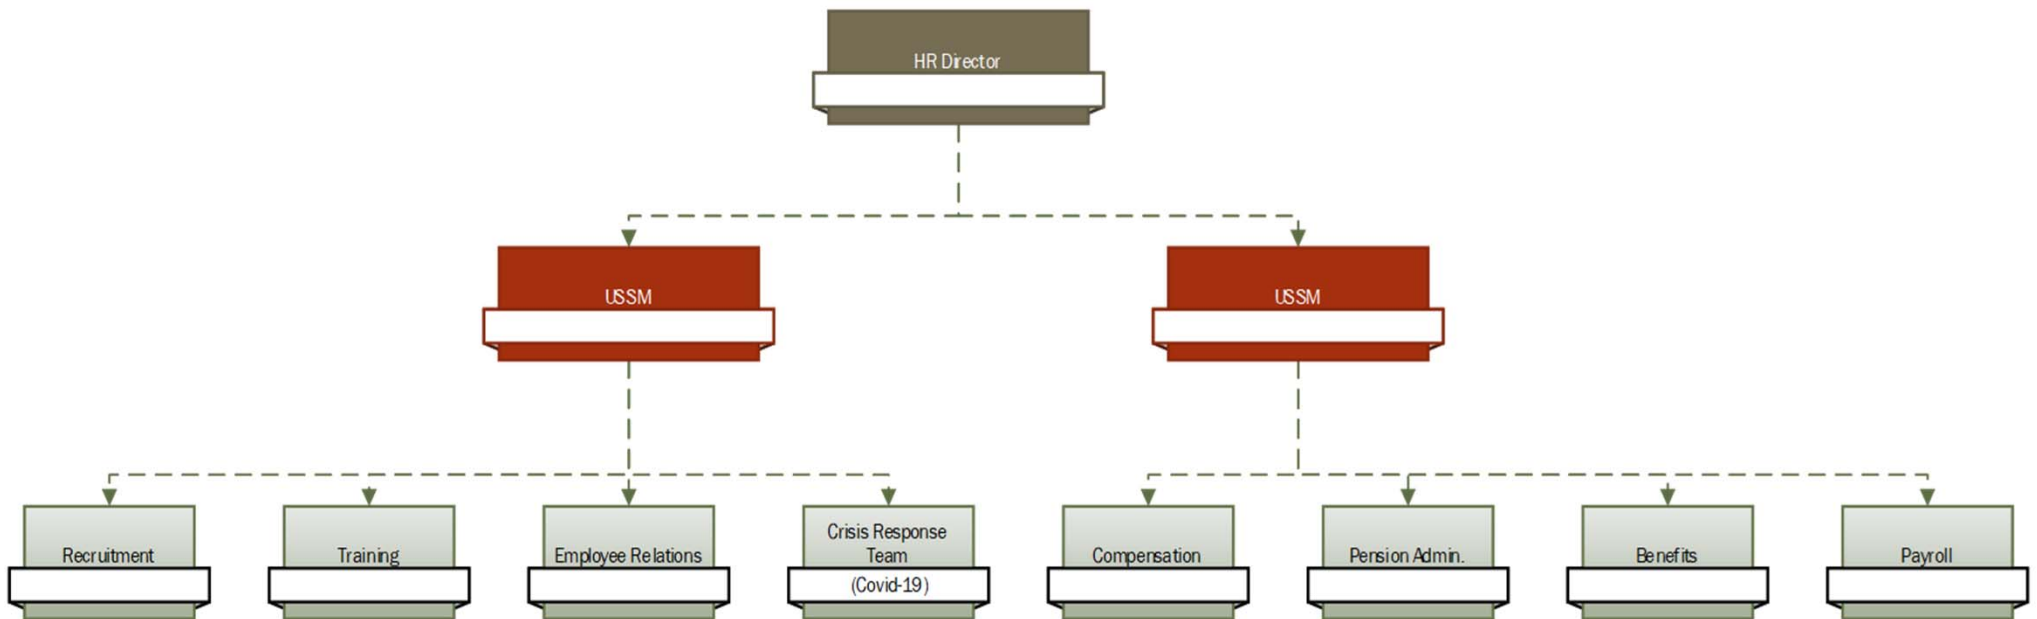 HR Director
USSM
USSM
Recruitment
Training
Employee Relations
Crisis Response
Team
(Covid-19)
Compensation
Pension Admin.
Benefits
Payroll